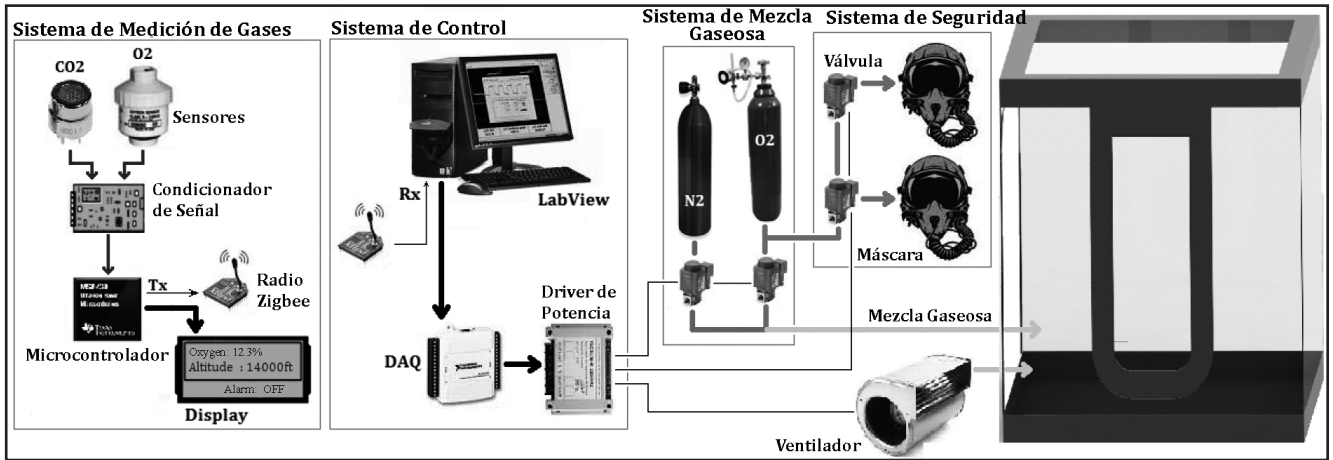 Sistema de Medición de Gases
CO2
O2
Sensores
Condicionador
de Señal
Tx
Radio
Zigbee
Microcontrolador
TEXAS
INSTRUMENTS
Oxygen: 12.3%
Altitude : 14000ft
Alarm: OFF
Display
Sistema de Control
Rx
LabView
DAQ
Driver de
Potencia
Sistema de Mezcla
Gaseosa
N2
O2
Sistema de Seguridad
Válvula
Máscara
Mezcla Gaseosa
Ventilador